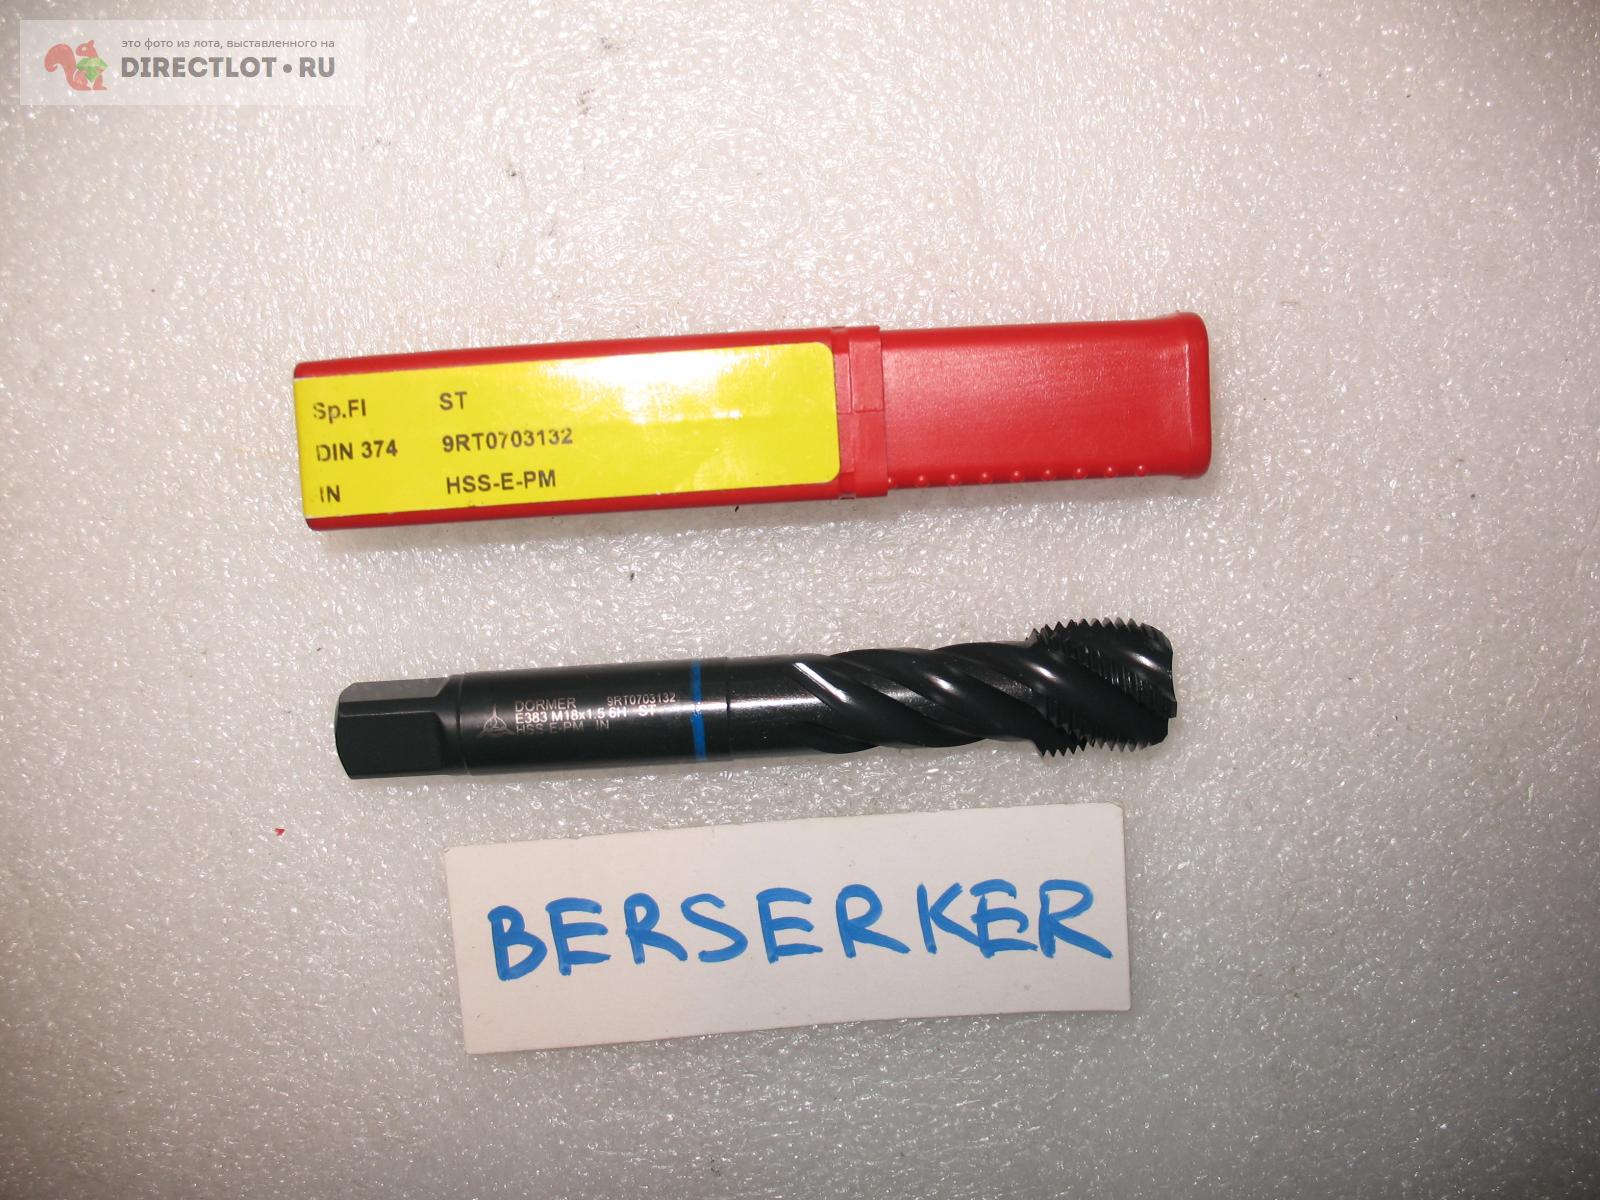 это фото из лота, выставленного на
DIRECTLOT•RU
Sp.Fl ST
DIN 374 9RT0703132
IN HSS-E-PM
DORMER 9RT0703132
E383 M18x1.5 6H ST
HSS E-PM IN
BERSERKER